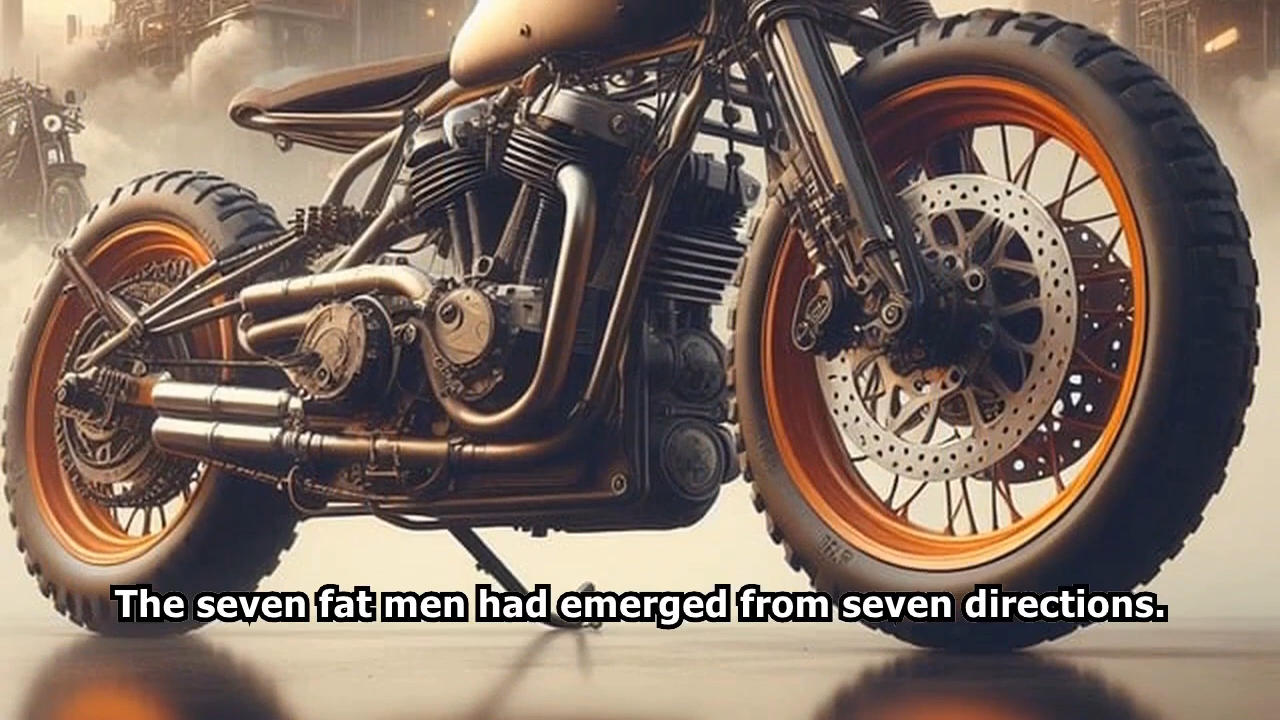 The seven fat men had emerged from seven directions.